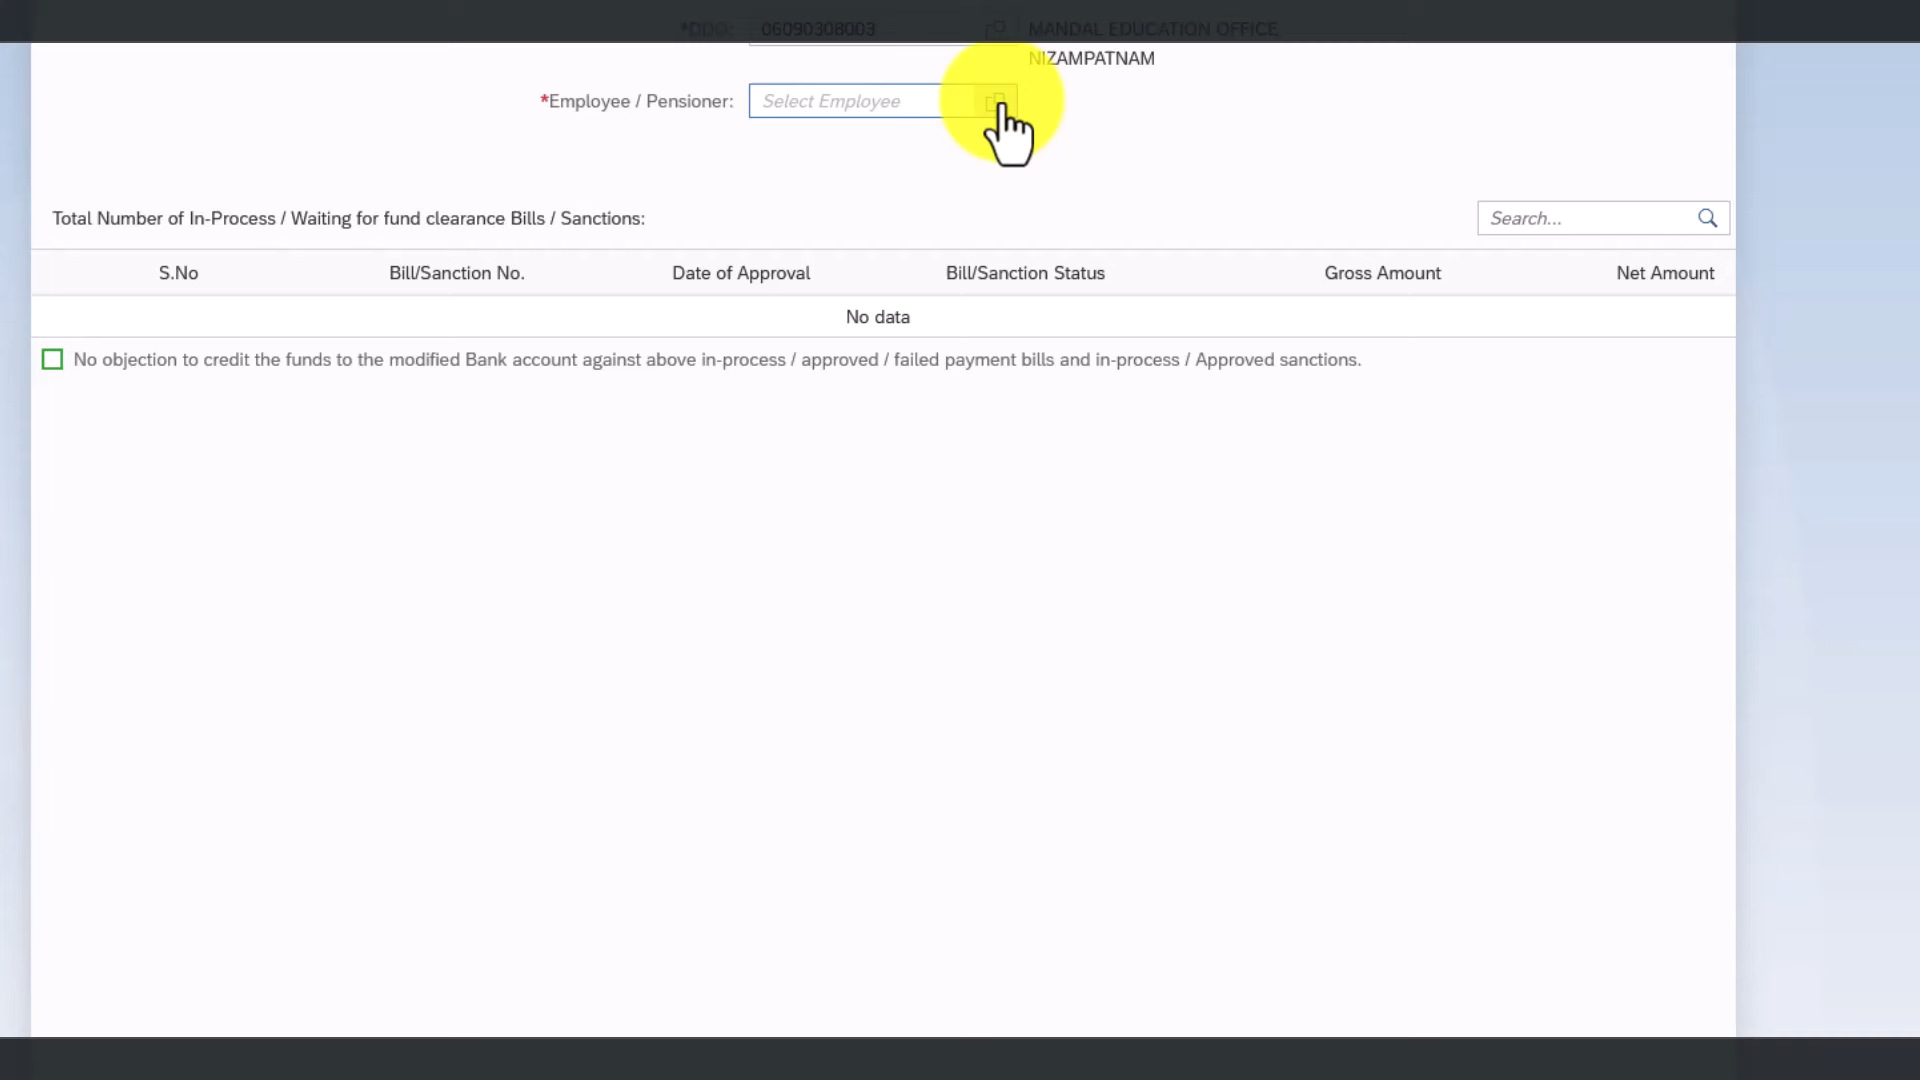 *DDO: 06090308003 MANDAL EDUCATION OFFICE
NIZAMPATNAM
*Employee / Pensioner: Select Employee
Total Number of In-Process / Waiting for fund clearance Bills / Sanctions: Search...
S.No Bill/Sanction No. Date of Approval Bill/Sanction Status Gross Amount Net Amount
No data
No objection to credit the funds to the modified Bank account against above in-process / approved / failed payment bills and in-process / Approved sanctions.